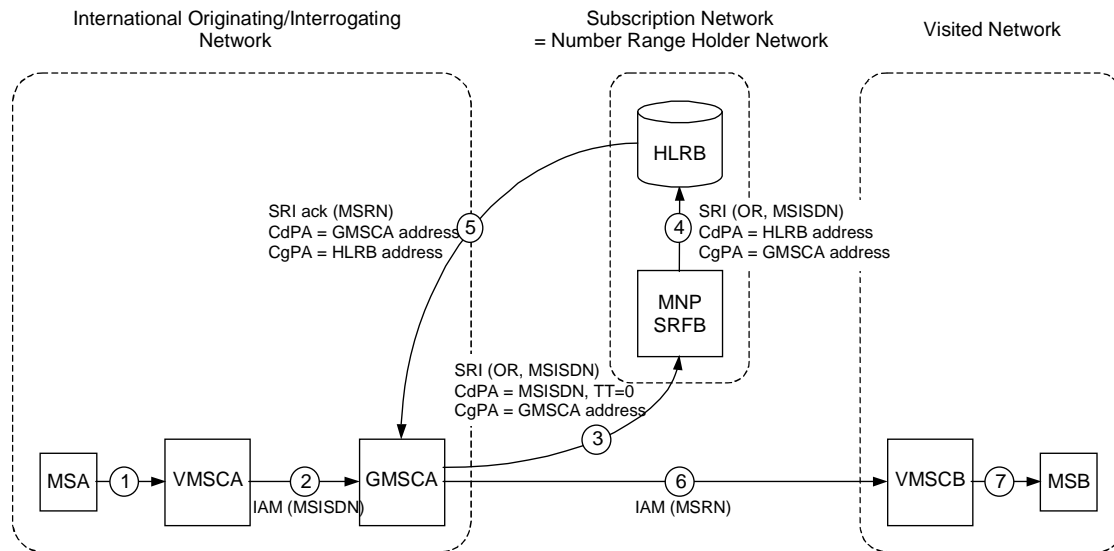 International Originating/Interrogating
Network
Subscription Network
= Number Range Holder Network
Visited Network
HLRB
SRI ack (MSRN)
CdPA = GMSCA address
CgPA = HLRB address
5
4
SRI (OR, MSISDN)
CdPA = HLRB address
CgPA = GMSCA address
MNP
SRFB
SRI (OR, MSISDN)
CdPA = MSISDN, TT=0
CgPA = GMSCA address
3
MSA
1
VMSCA
2
IAM (MSISDN)
GMSCA
6
IAM (MSRN)
VMSCB
7
MSB